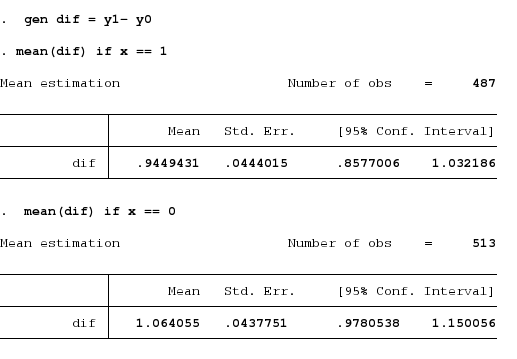 .  gen dif = y1- y0
. mean(dif) if x == 1
Mean estimation Number of obs = 487
Mean Std. Err. [95% Conf. Interval]
dif .9449431 .0444015 .8577006 1.032186
.  mean(dif) if x == 0
Mean estimation Number of obs = 513
Mean Std. Err. [95% Conf. Interval]
dif 1.064055 .0437751 .9780538 1.150056